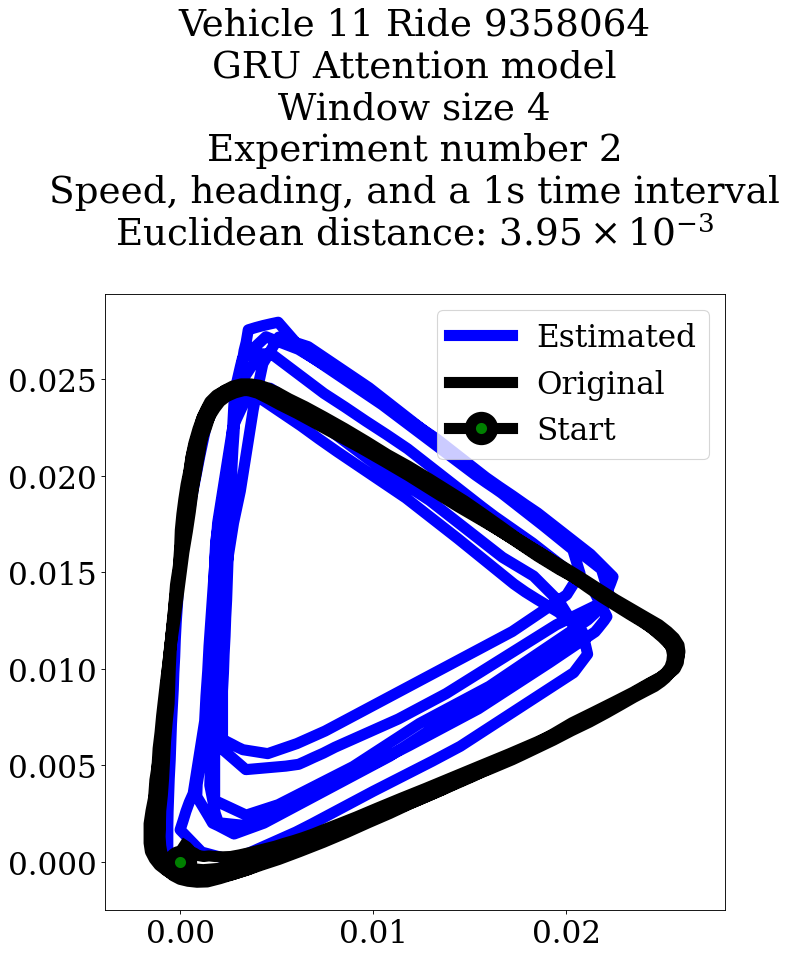 Vehicle 11 Ride 9358064
GRU Attention model
Window size 4
Experiment number 2
Speed, heading, and a 1s time interval
Euclidean distance: 3.95 × 10⁻³
Estimated
Original
Start
0.025
0.020
0.015
0.010
0.005
0.000
0.00 0.01 0.02